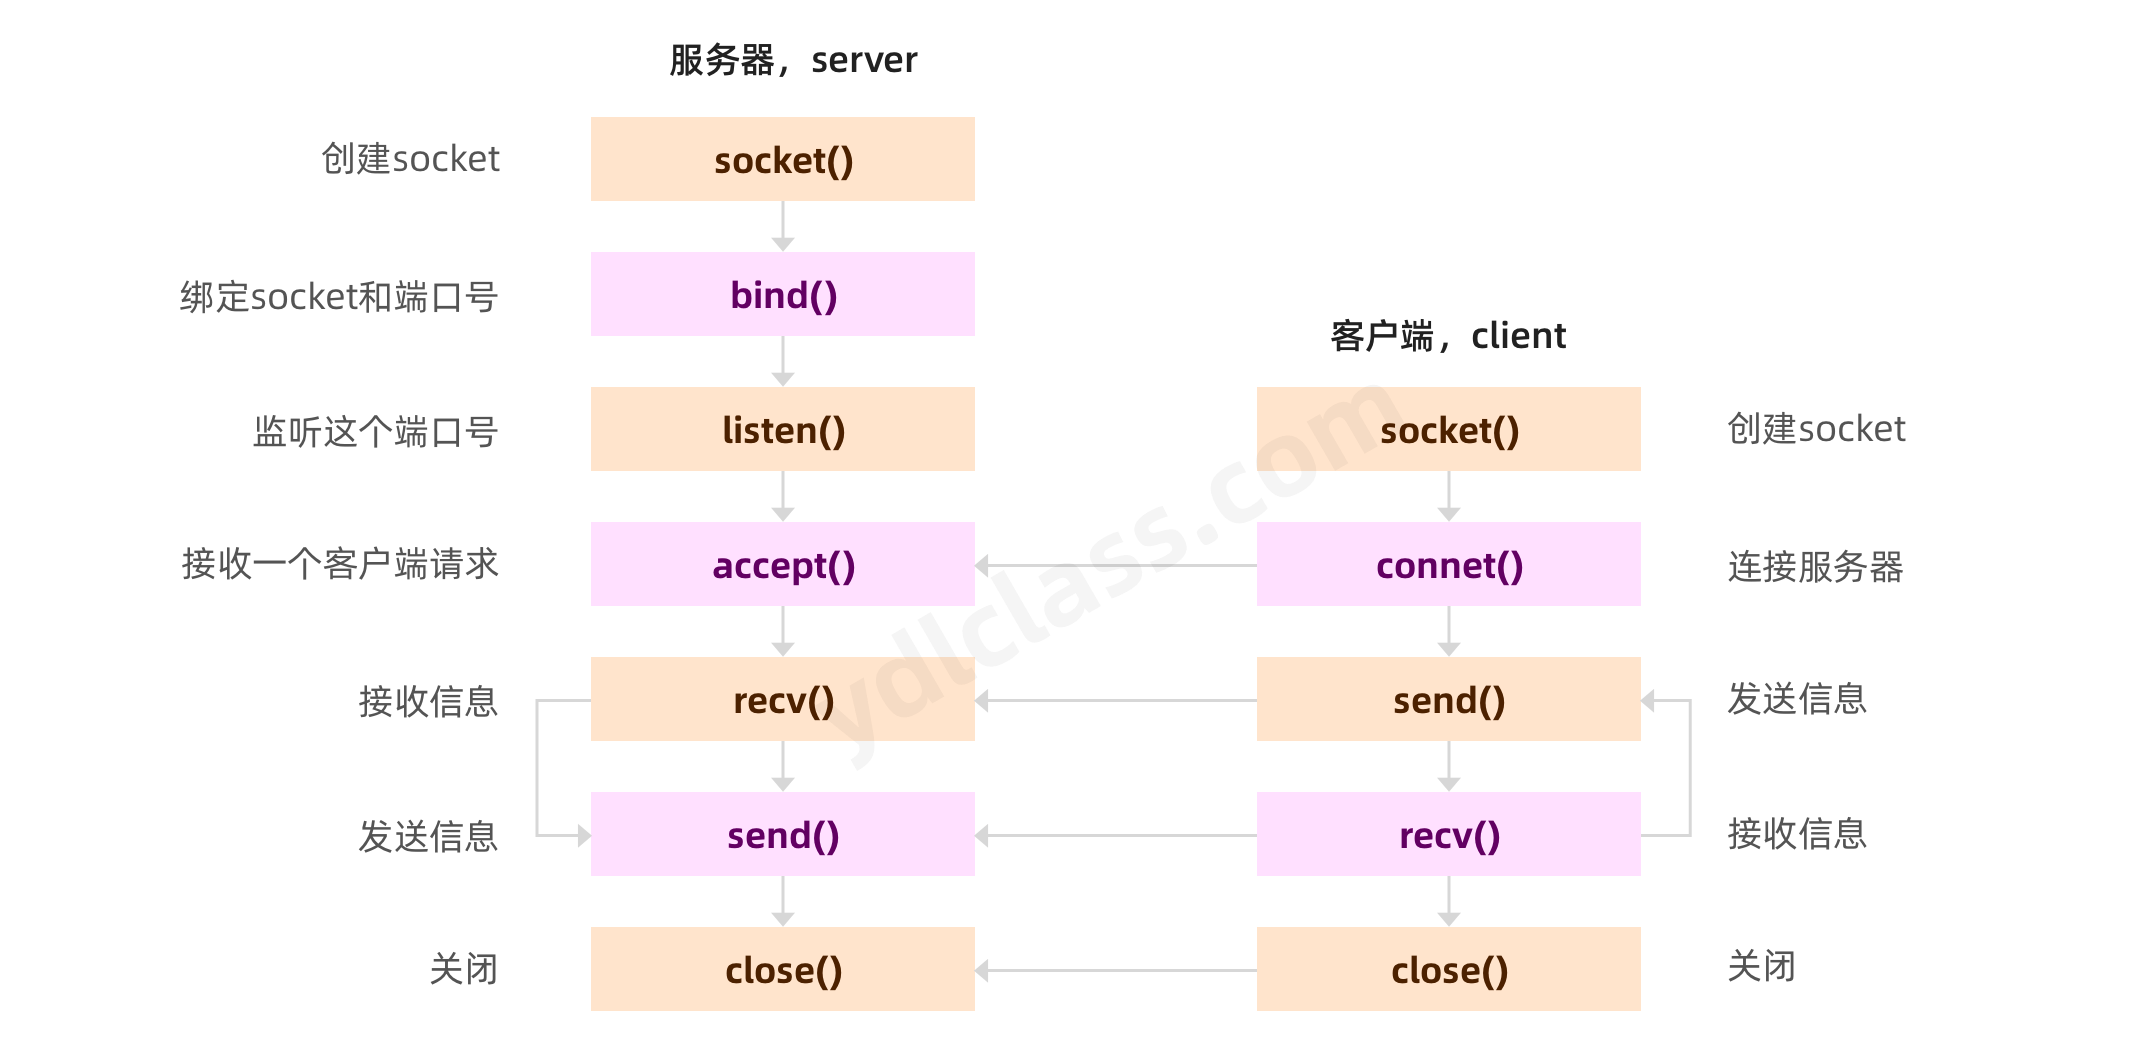 服务器，server
创建socket
socket()
绑定socket和端口号
bind()
客户端，client
监听这个端口号
listen()
socket()
创建socket
接收一个客户端请求
accept()
connet()
连接服务器
接收信息
recv()
send()
发送信息
发送信息
send()
recv()
接收信息
关闭
close()
close()
关闭
ydlclass.com